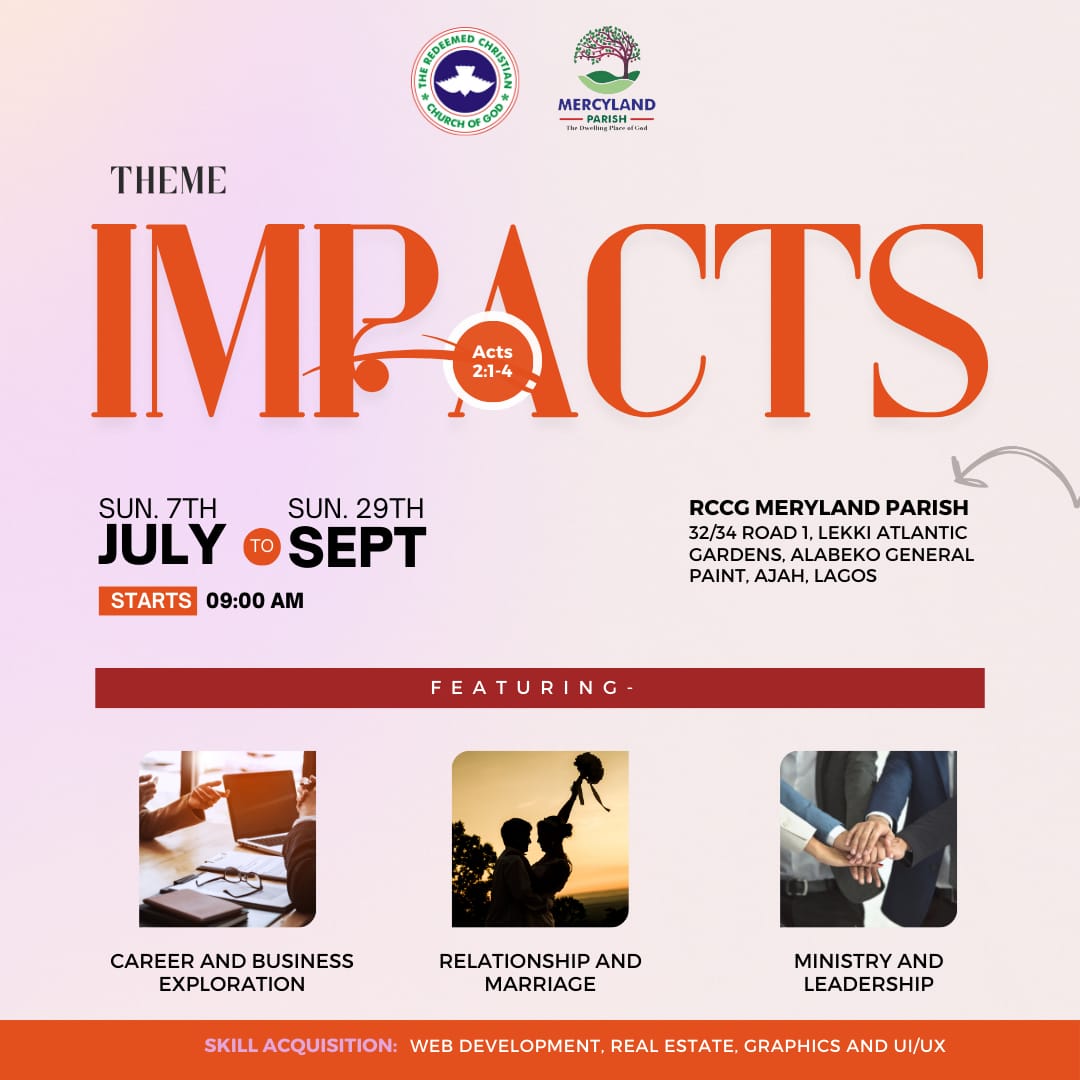 THE REDEEMED CHRISTIAN
CHURCH OF GOD
MERCYLAND
PARISH
The Dwelling Place of God
THEME
IMPACTS
Acts
2:1-4
SUN. 7TH
JULY
TO
SUN. 29TH
SEPT
STARTS 09:00 AM
RCCG MERYLAND PARISH
32/34 ROAD 1, LEKKI ATLANTIC
GARDENS, ALABEKO GENERAL
PAINT, AJAH, LAGOS
FEATURING-
CAREER AND BUSINESS
EXPLORATION
RELATIONSHIP AND
MARRIAGE
MINISTRY AND
LEADERSHIP
SKILL ACQUISITION: WEB DEVELOPMENT, REAL ESTATE, GRAPHICS AND UI/UX